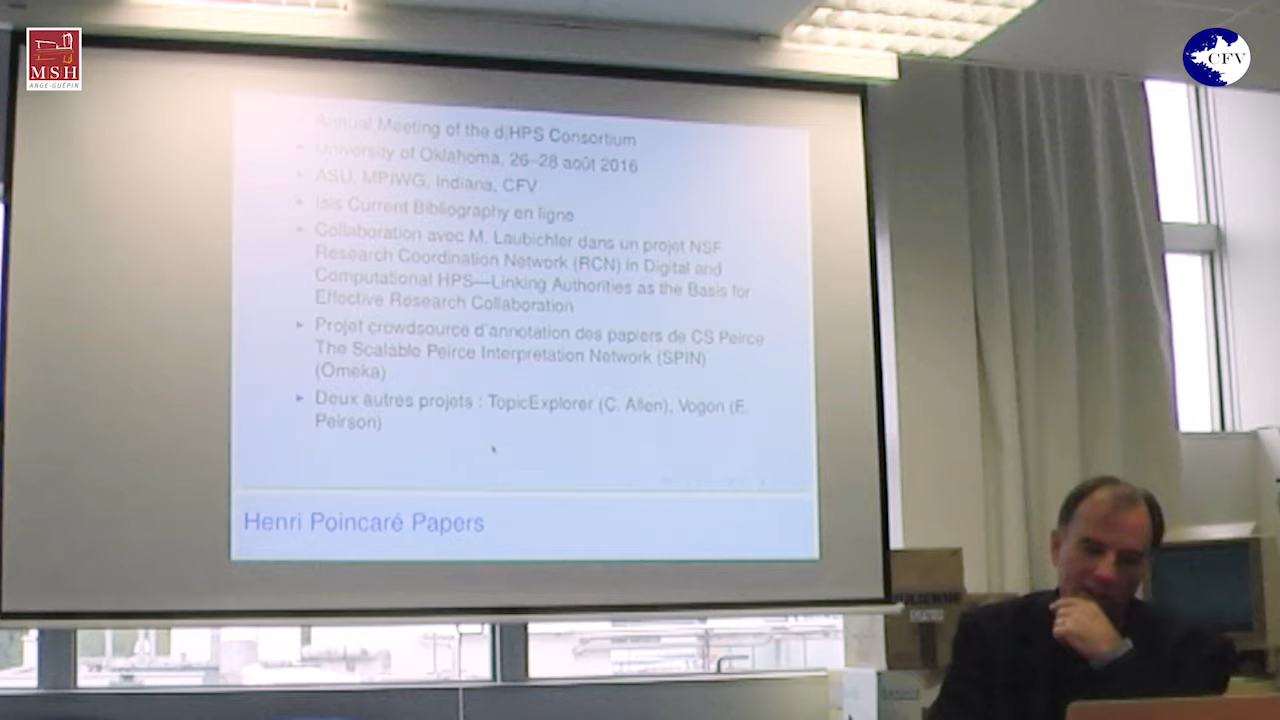 MSH
ANGE-GUÉPIN
CFV
Annual Meeting of the d|HPS Consortium
University of Oklahoma, 26–28 août 2016
ASU, MPIWG, Indiana, CFV
Isis Current Bibliography en ligne
Collaboration avec M. Laubichler dans un projet NSF
Research Coordination Network (RCN) in Digital and
Computational HPS—Linking Authorities as the Basis for
Effective Research Collaboration
Projet crowdsource d'annotation des papiers de CS Peirce
The Scalable Peirce Interpretation Network (SPIN)
(Omeka)
Deux autres projets : TopicExplorer (C. Allen), Vogon (E.
Peirson)
Henri Poincaré Papers